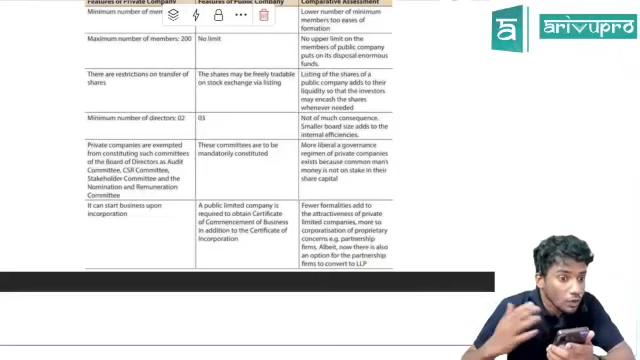 arivupro
Features of Private Company
Features of Public Company
Comparative Assessment
Minimum number of mem
Lower number of minimum
members too eases of
formation
Maximum number of members: 200
No limit
No upper limit on the
members of public company
puts on its disposal enormous
funds.
There are restrictions on transfer of
shares
The shares may be freely tradable
on stock exchange via listing
Listing of the shares of a
public company adds to their
liquidity so that the investors
may encash the shares
whenever needed
Minimum number of directors: 02
03
Not of much consequence.
Smaller board size adds to the
internal efficiencies.
Private companies are exempted
from constituting such committees
of the Board of Directors as Audit
Committee, CSR Committee,
Stakeholder Committee and the
Nomination and Remuneration
Committee
These committees are to be
mandatorily constituted
More liberal a governance
regimen of private companies
exists because common man's
money is not on stake in their
share capital
It can start business upon
incorporation
A public limited company is
required to obtain Certificate
of Commencement of Business
in addition to the Certificate of
Incorporation
Fewer formalities add to
the attractiveness of private
limited companies, more so
corporatisation of proprietary
concerns e.g. partnership
firms. Albeit, now there is also
an option for the partnership
firms to convert to LLP